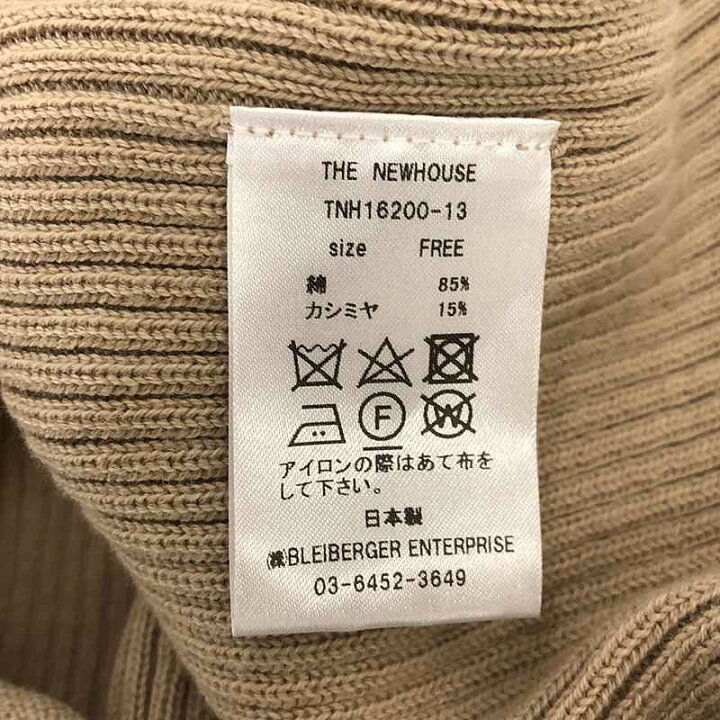 THE NEWHOUSE
TNH16200-13
size FREE
綿 85%
カシミヤ 15%
F W
アイロンの際はあて布を
して下さい。
日本製
㈱BLEIBERGER ENTERPRISE
03-6452-3649